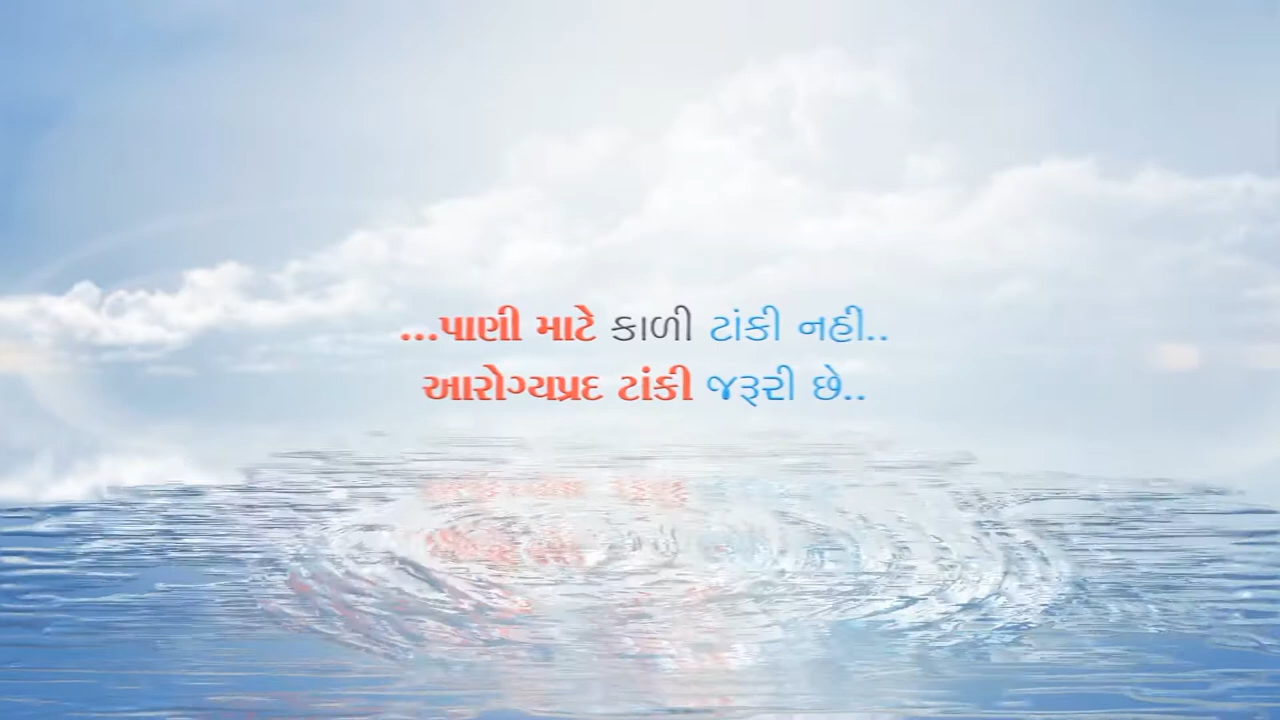 ...પાણી માટે કાળી ટાંકી નહી..
આરોગ્યપ્રદ ટાંકી જરૂરી છે..